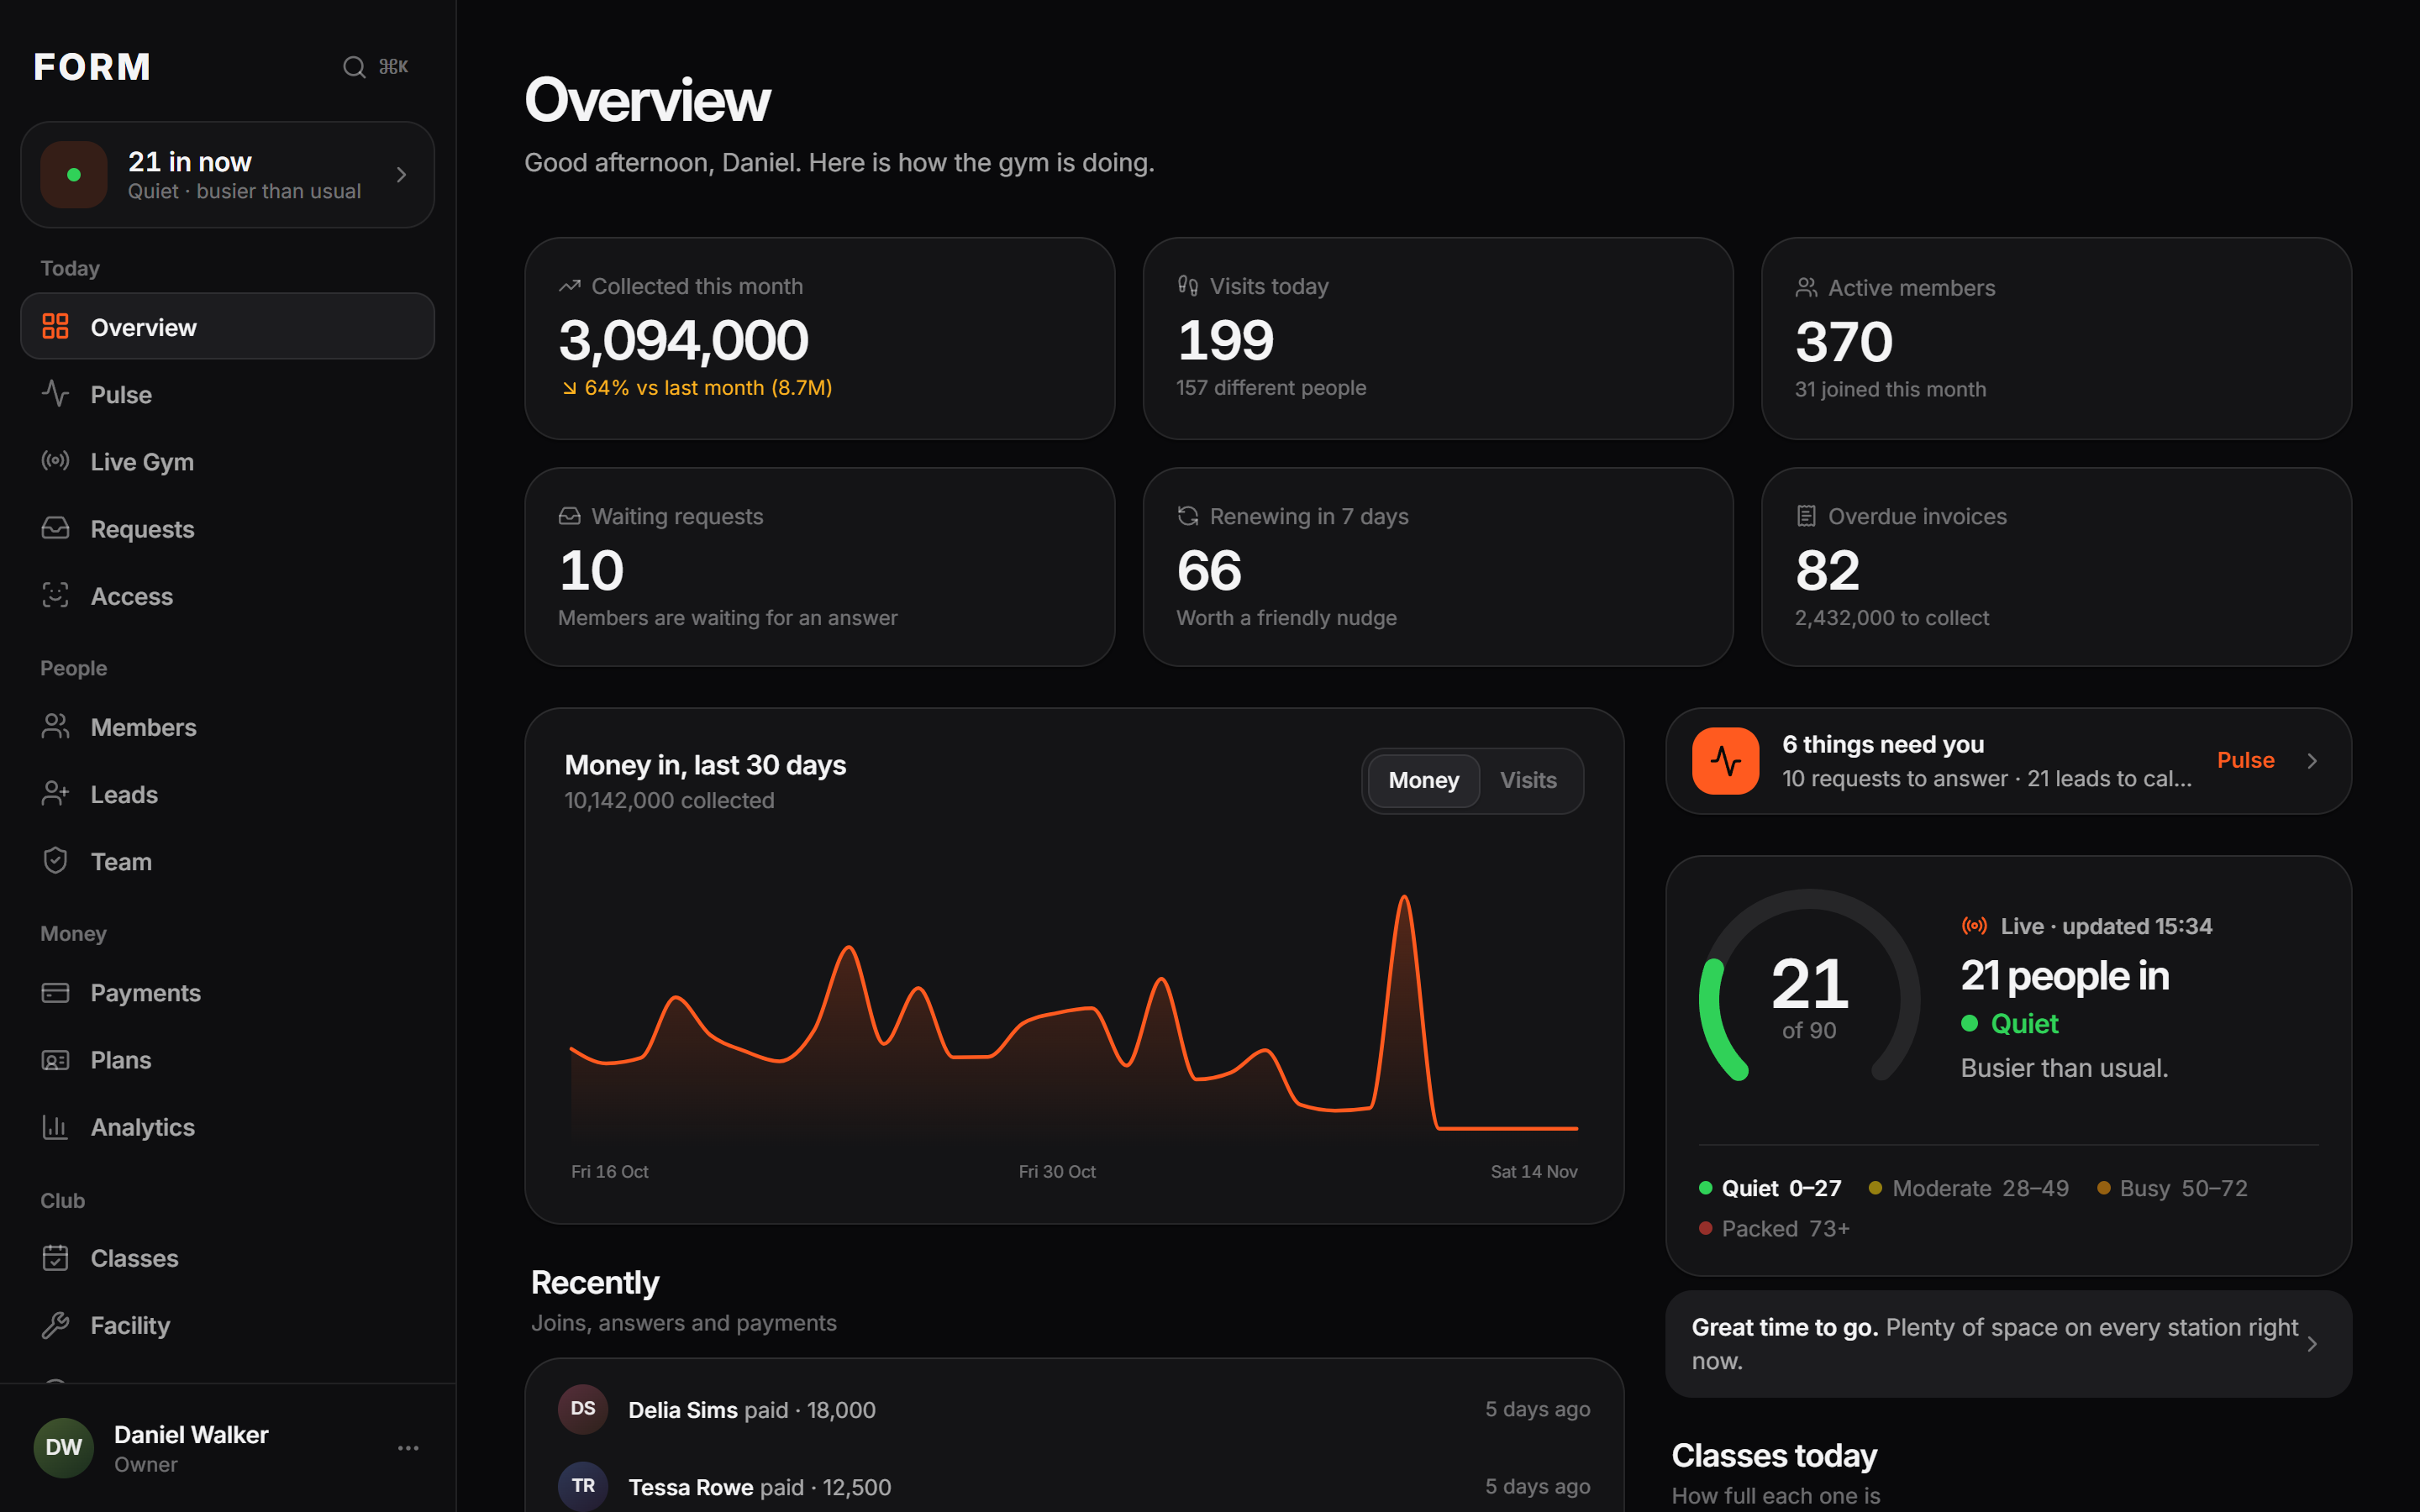 FORM
⌘K
21 in now
Quiet · busier than usual
Today
Overview
Pulse
Live Gym
Requests
Access
People
Members
Leads
Team
Money
Payments
Plans
Analytics
Club
Classes
Facility
DW
Daniel Walker
Owner
Overview
Good afternoon, Daniel. Here is how the gym is doing.
Collected this month
3,094,000
64% vs last month (8.7M)
Visits today
199
157 different people
Active members
370
31 joined this month
Waiting requests
10
Members are waiting for an answer
Renewing in 7 days
66
Worth a friendly nudge
Overdue invoices
82
2,432,000 to collect
Money in, last 30 days
10,142,000 collected
Money
Visits
Fri 16 Oct
Fri 30 Oct
Sat 14 Nov
Recently
Joins, answers and payments
DS
Delia Sims paid · 18,000
5 days ago
TR
Tessa Rowe paid · 12,500
5 days ago
6 things need you
10 requests to answer · 21 leads to cal...
Pulse
21
of 90
Live · updated 15:34
21 people in
Quiet
Busier than usual.
Quiet 0–27
Moderate 28–49
Busy 50–72
Packed 73+
Great time to go. Plenty of space on every station right
now.
Classes today
How full each one is